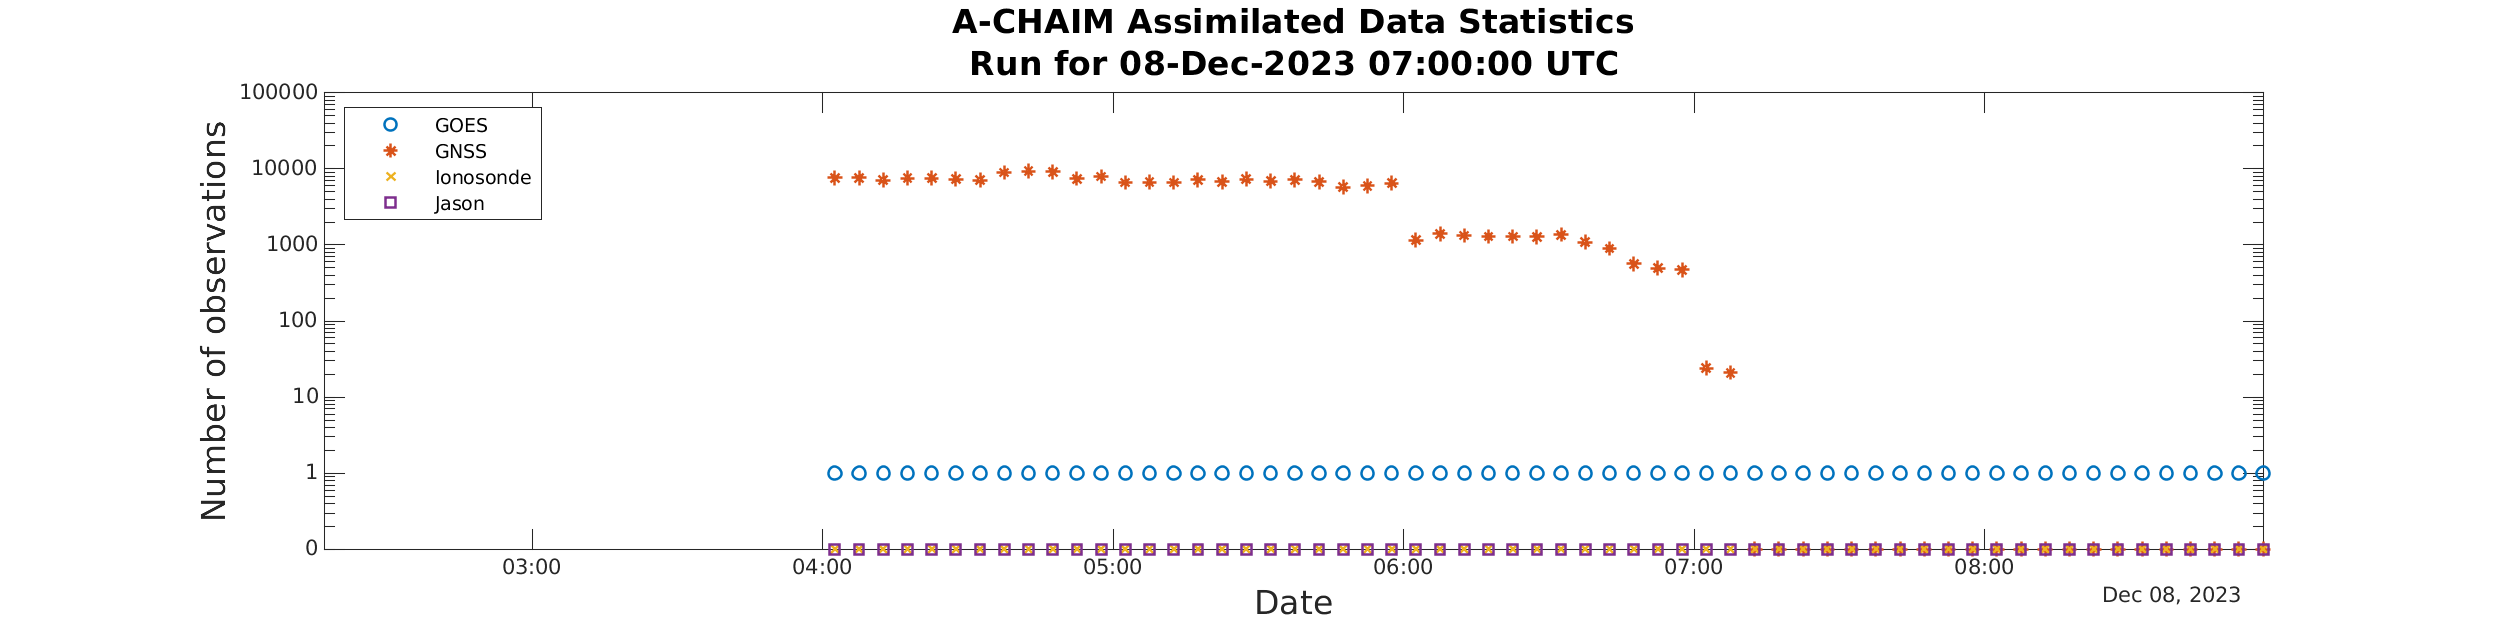 A-CHAIM Assimilated Data Statistics
Run for 08-Dec-2023 07:00:00 UTC
100000
10000
1000
100
10
1
0
Number of observations
GOES
GNSS
Ionosonde
Jason
03:00 04:00 05:00 06:00 07:00 08:00
Date
Dec 08, 2023